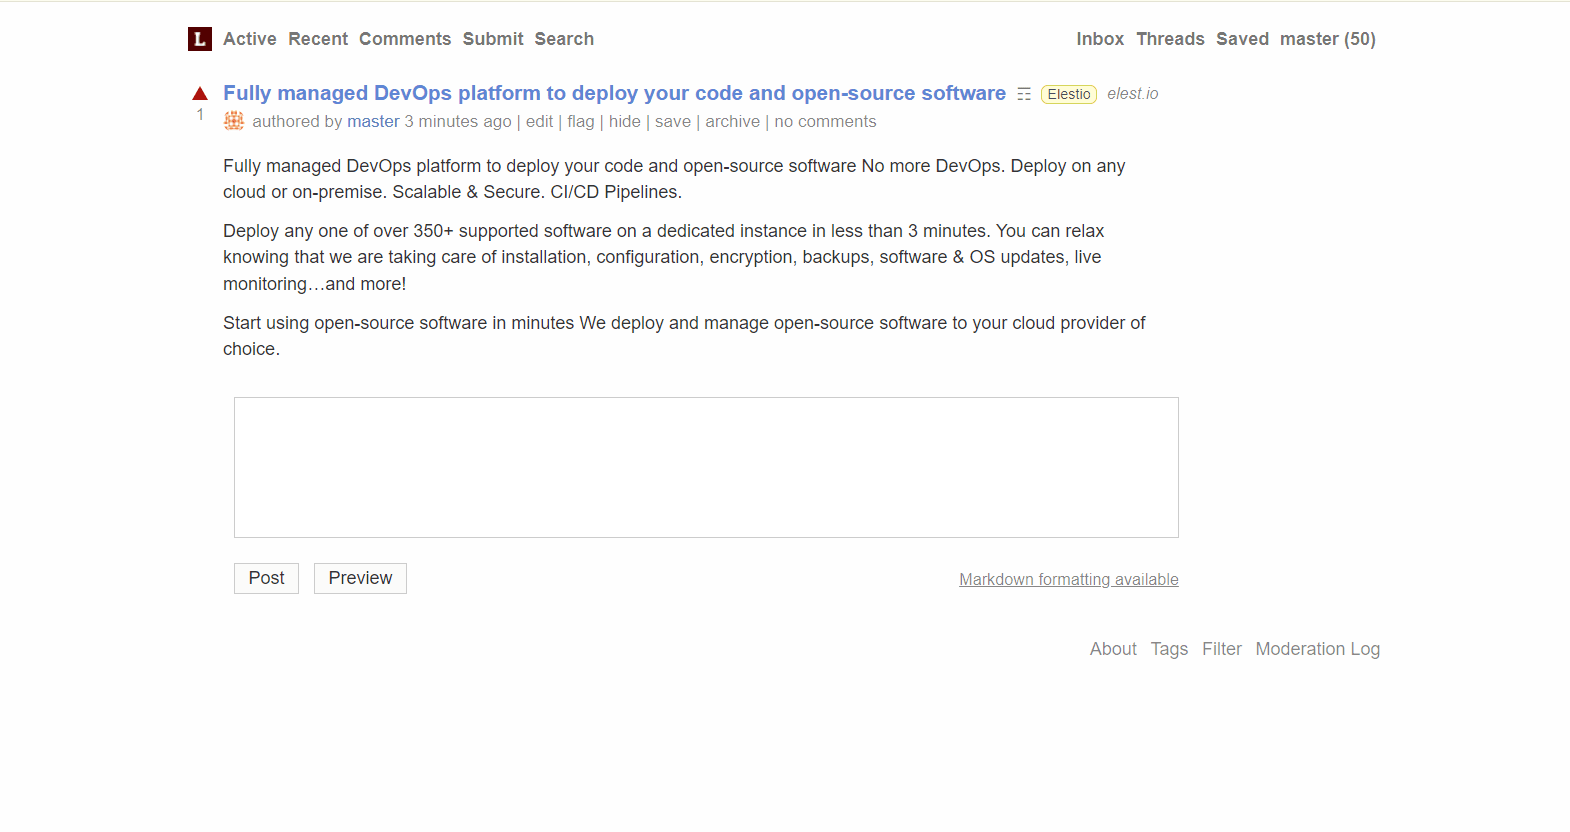 L Active Recent Comments Submit Search Inbox Threads Saved master (50)
Fully managed DevOps platform to deploy your code and open-source software Elestio elest.io
1 authored by master 3 minutes ago | edit | flag | hide | save | archive | no comments
Fully managed DevOps platform to deploy your code and open-source software No more DevOps. Deploy on any
cloud or on-premise. Scalable & Secure. CI/CD Pipelines.
Deploy any one of over 350+ supported software on a dedicated instance in less than 3 minutes. You can relax
knowing that we are taking care of installation, configuration, encryption, backups, software & OS updates, live
monitoring…and more!
Start using open-source software in minutes We deploy and manage open-source software to your cloud provider of
choice.
Post Preview Markdown formatting available
About Tags Filter Moderation Log